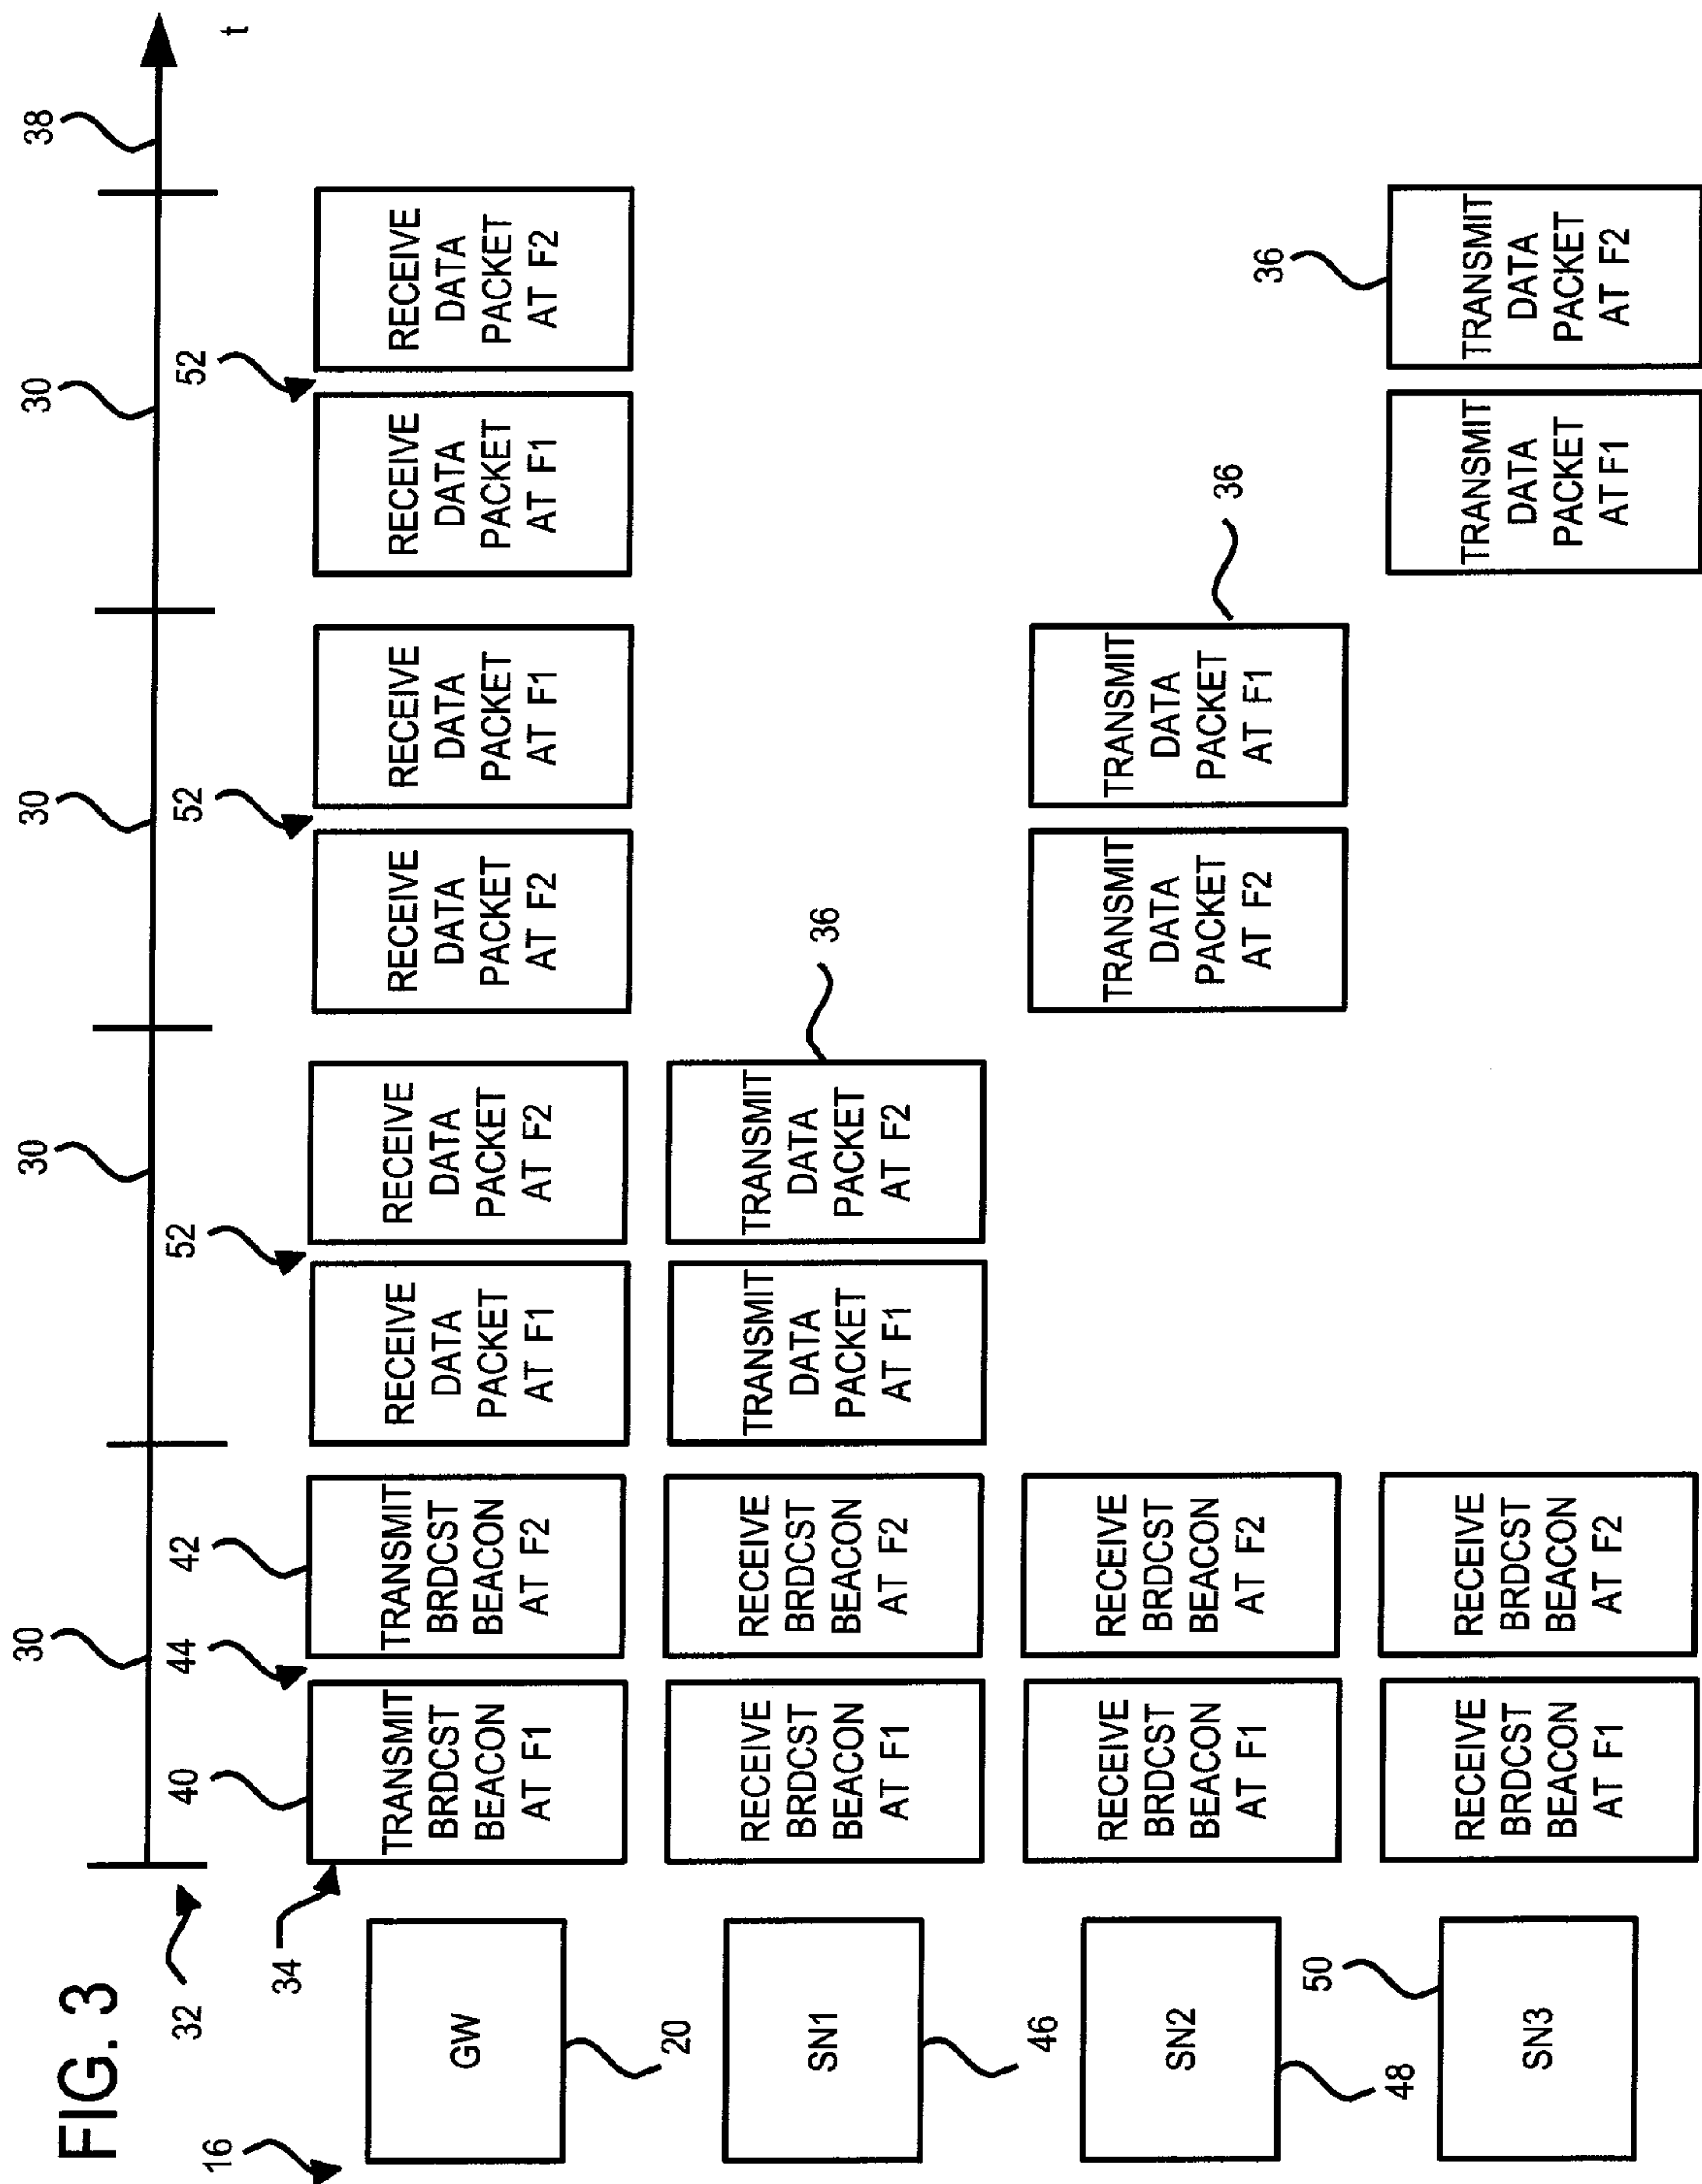 FIG. 3
16
32
30
30
30
30
38
t
34
40
44
42
52
52
52
GW
20
TRANSMIT
BRDCST
BEACON
AT F1
TRANSMIT
BRDCST
BEACON
AT F2
RECEIVE
DATA
PACKET
AT F1
RECEIVE
DATA
PACKET
AT F2
RECEIVE
DATA
PACKET
AT F2
RECEIVE
DATA
PACKET
AT F1
RECEIVE
DATA
PACKET
AT F1
RECEIVE
DATA
PACKET
AT F2
SN1
46
RECEIVE
BRDCST
BEACON
AT F1
RECEIVE
BRDCST
BEACON
AT F2
TRANSMIT
DATA
PACKET
AT F1
TRANSMIT
DATA
PACKET
AT F2
36
SN2
48
RECEIVE
BRDCST
BEACON
AT F1
RECEIVE
BRDCST
BEACON
AT F2
TRANSMIT
DATA
PACKET
AT F2
TRANSMIT
DATA
PACKET
AT F1
36
SN3
50
RECEIVE
BRDCST
BEACON
AT F1
RECEIVE
BRDCST
BEACON
AT F2
TRANSMIT
DATA
PACKET
AT F1
TRANSMIT
DATA
PACKET
AT F2
36